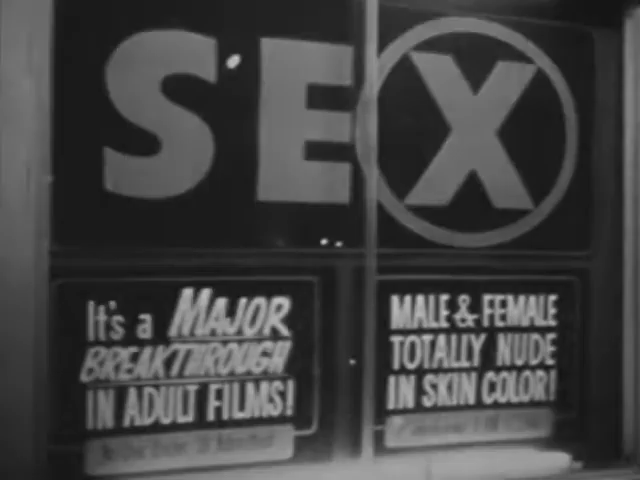 SEX
It's a MAJOR
BREAKTHROUGH
IN ADULT FILMS!
MALE & FEMALE
TOTALLY NUDE
IN SKIN COLOR!